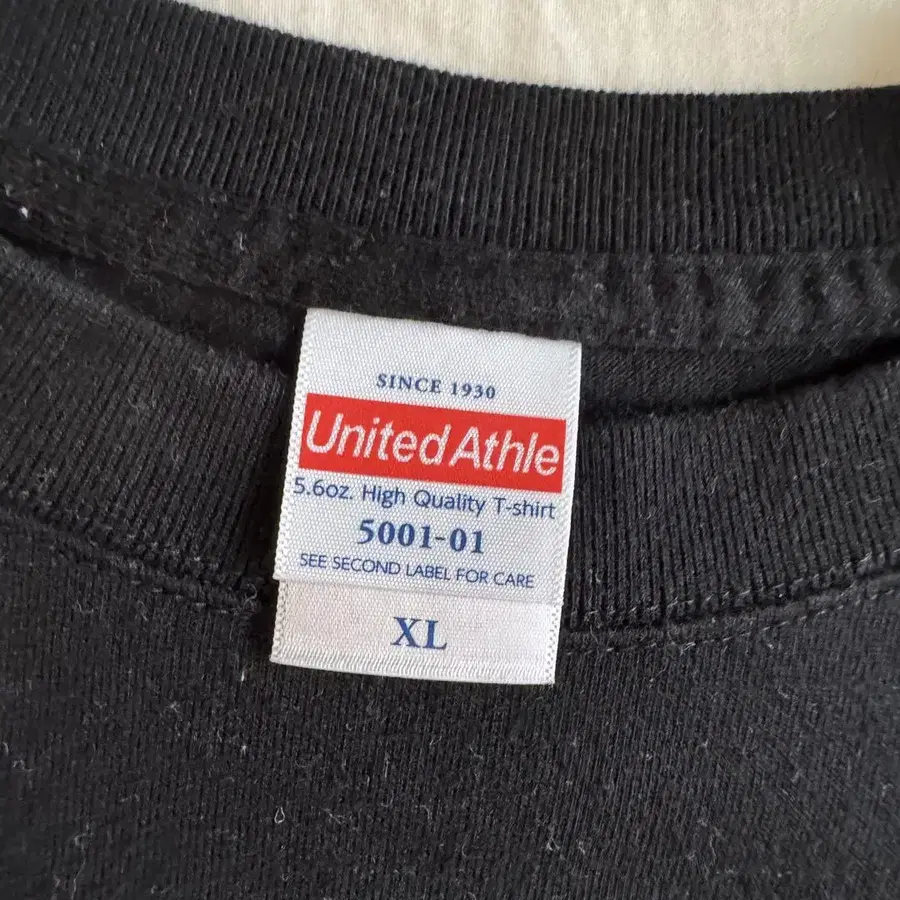 SINCE 1930
United Athle
5.6oz. High Quality T-shirt
5001-01
SEE SECOND LABEL FOR CARE
XL